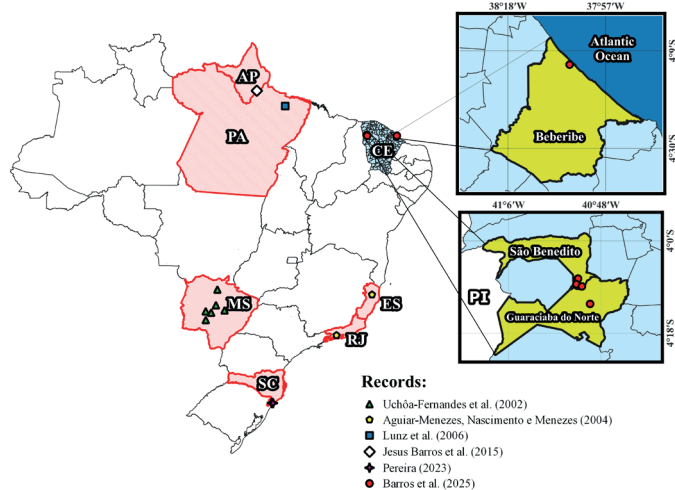 38°18'W
37°57'W
AP
PA
CE
MS
ES
RJ
SC
Atlantic
Ocean
4°9'S
Beberibe
4°30'S
41°6'W
40°48'W
São Benedito
4°0'S
PI
Guaraciaba do Norte
4°18'S
Records:
Uchôa-Fernandes et al. (2002)
Aguiar-Menezes, Nascimento e Menezes (2004)
Lunz et al. (2006)
Jesus Barros et al. (2015)
Pereira (2023)
Barros et al. (2025)